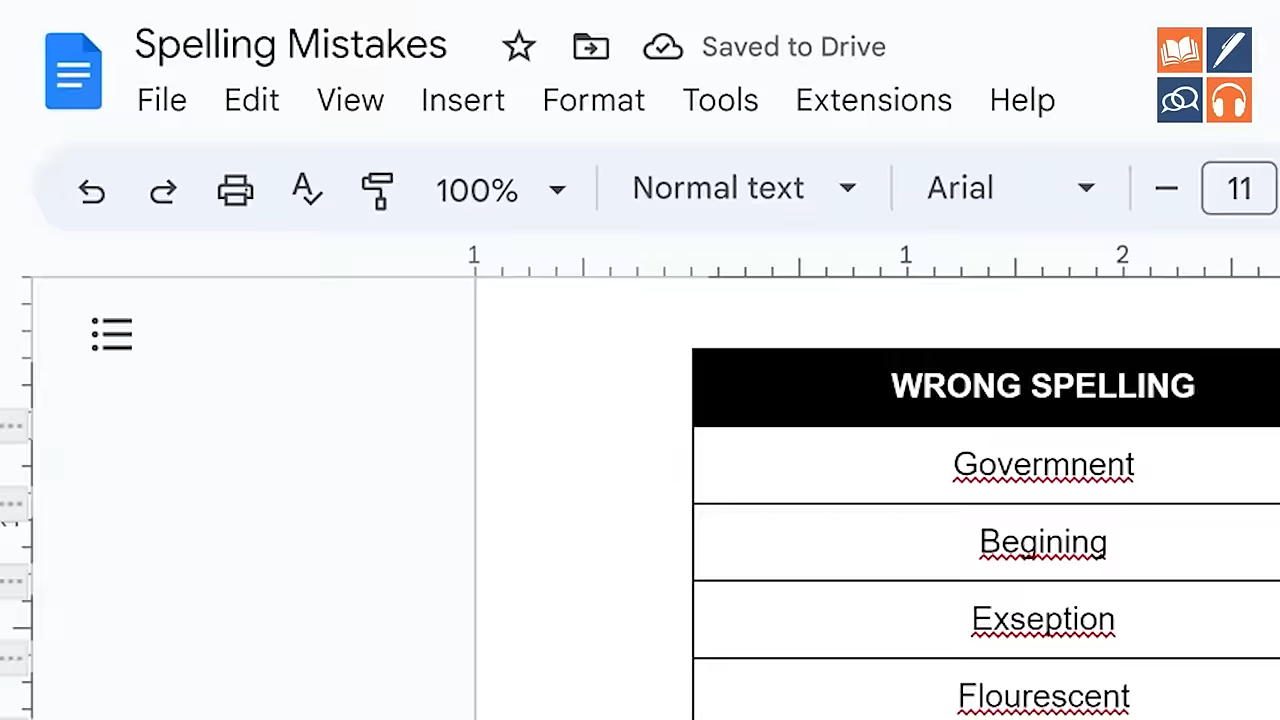 Spelling Mistakes
Saved to Drive
File Edit View Insert Format Tools Extensions Help
100% Normal text Arial 11
1 1 2
WRONG SPELLING
Govermnent
Begining
Exseption
Flourescent